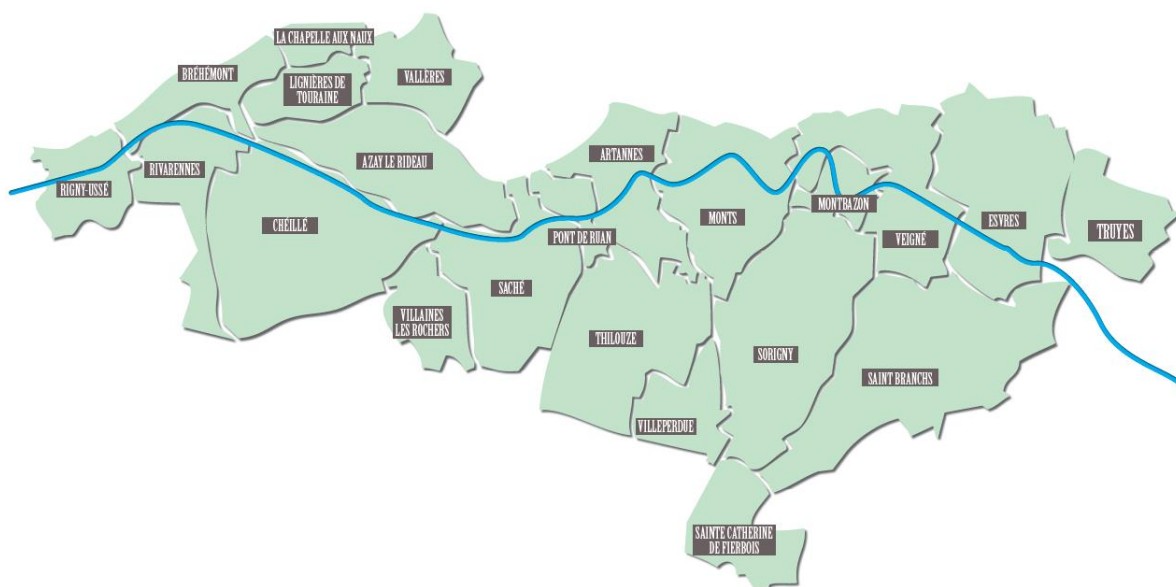 LA CHAPELLE AUX NAUX
BRÉHÉMONT
LIGNIÈRES DE
TOURAINE
VALLÈRES
RIGNY-USSÉ
RIVARENNES
AZAY LE RIDEAU
ARTANNES
CHÉILLÉ
PONT DE RUAN
MONTS
MONTBAZON
VEIGNÉ
ESVRES
TRUYES
SACHÉ
VILLAINES
LES ROCHERS
THILOUZE
SORIGNY
SAINT BRANCHS
VILLEPERDUE
SAINTE CATHERINE
DE FIERBOIS